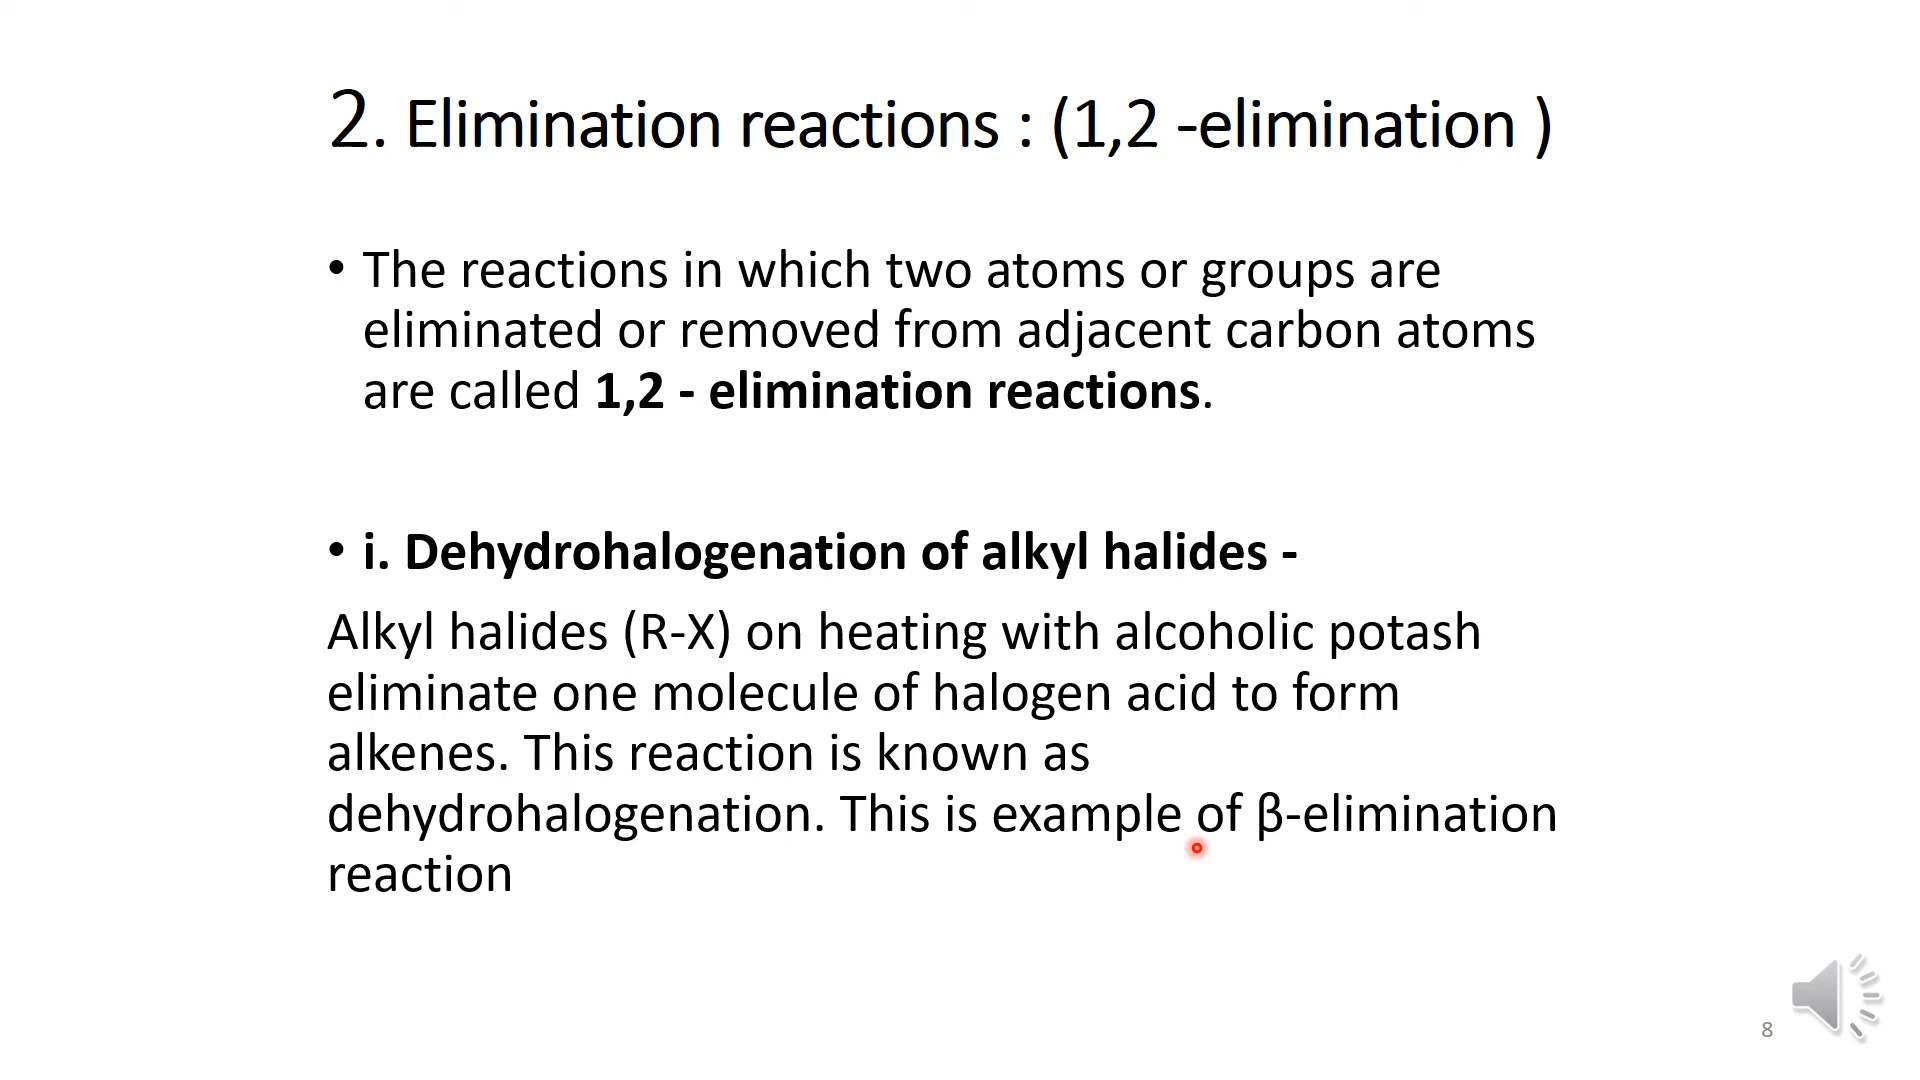 2. Elimination reactions : (1,2 -elimination )
• The reactions in which two atoms or groups are
eliminated or removed from adjacent carbon atoms
are called 1,2 - elimination reactions.
• i. Dehydrohalogenation of alkyl halides -
Alkyl halides (R-X) on heating with alcoholic potash
eliminate one molecule of halogen acid to form
alkenes. This reaction is known as
dehydrohalogenation. This is example of β-elimination
reaction
8